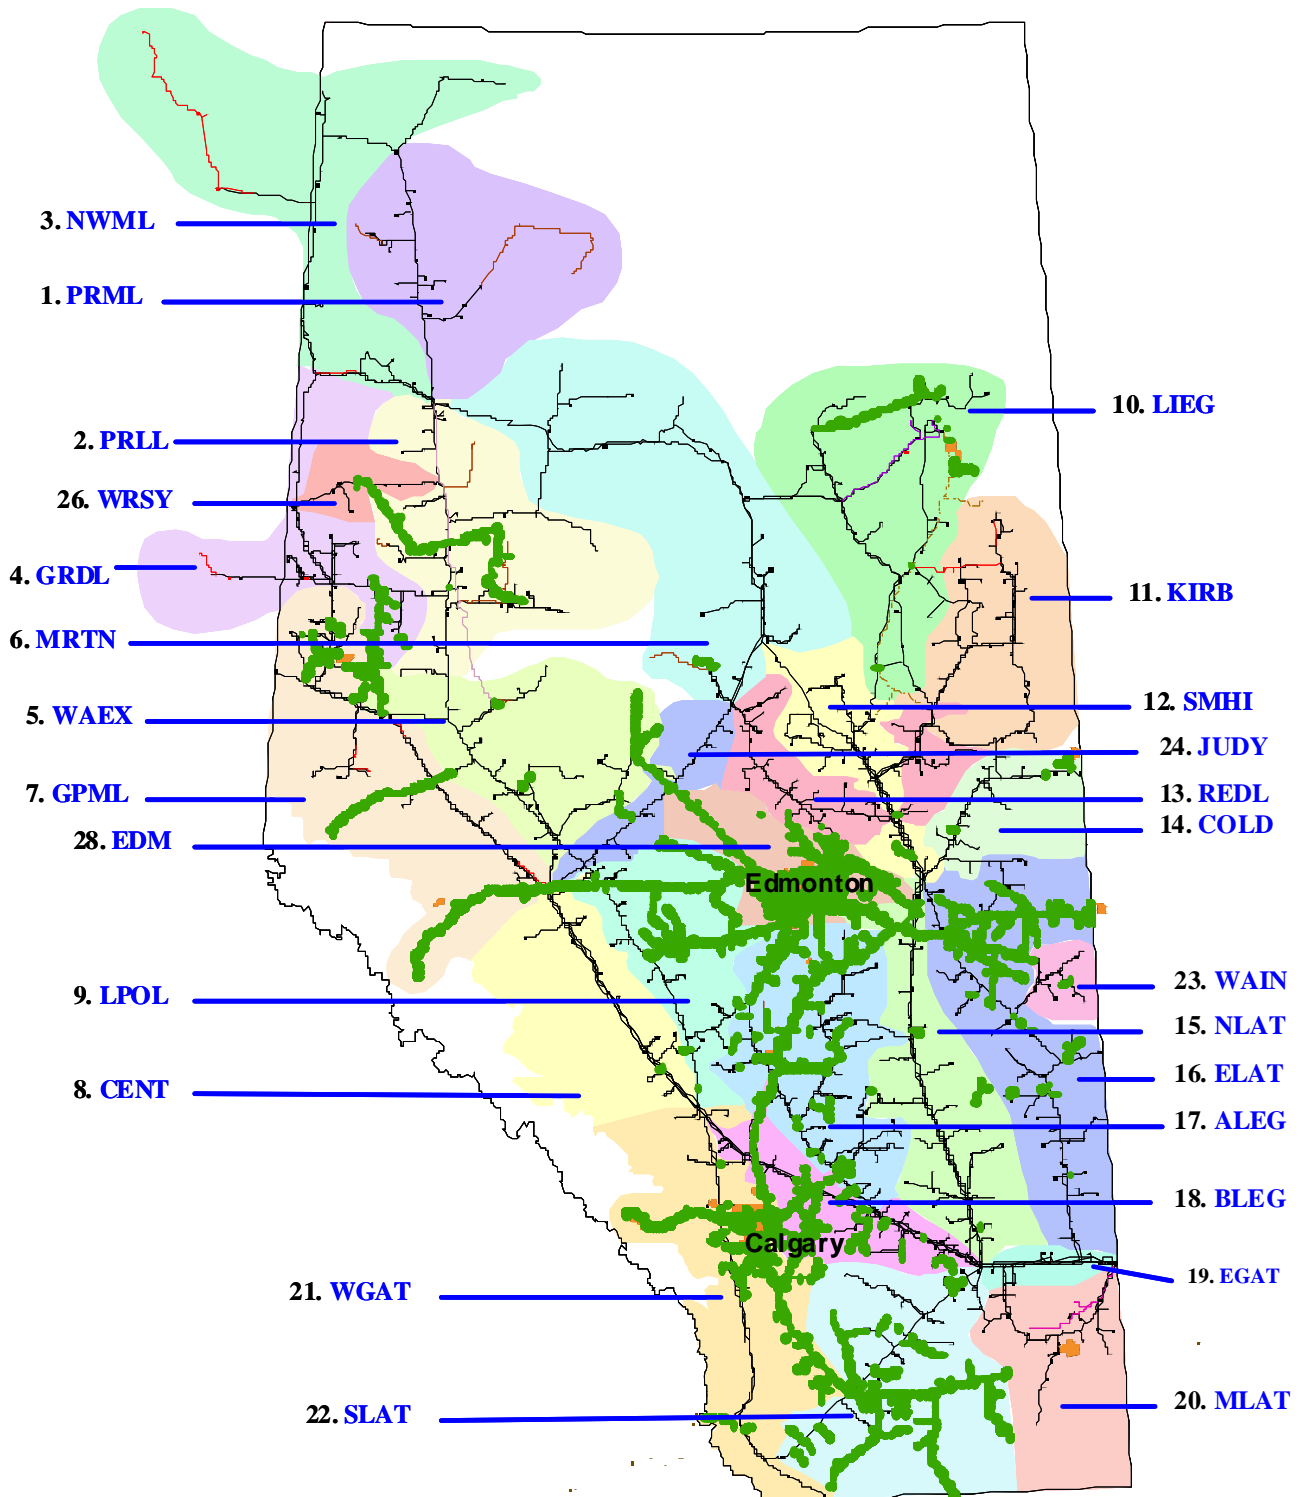 3. NWML
1. PRML
10. LIEG
2. PRLL
26. WRSY
4. GRDL
11. KIRB
6. MRTN
12. SMHI
5. WAEX
24. JUDY
7. GPML
13. REDL
14. COLD
28. EDM
Edmonton
23. WAIN
9. LPOL
15. NLAT
16. ELAT
8. CENT
17. ALEG
18. BLEG
Calgary
19. EGAT
21. WGAT
20. MLAT
22. SLAT